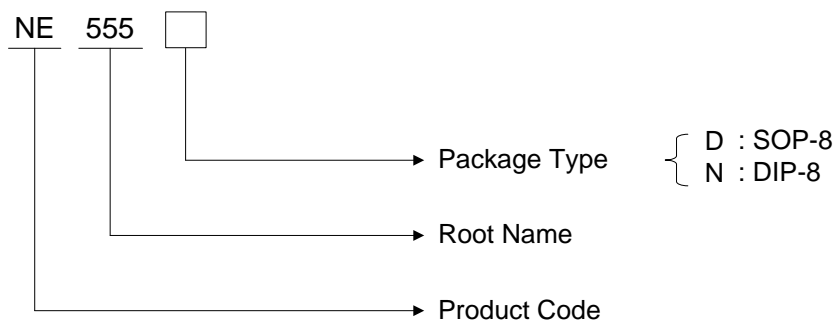 NE 555
Package Type
D : SOP-8
N : DIP-8
Root Name
Product Code